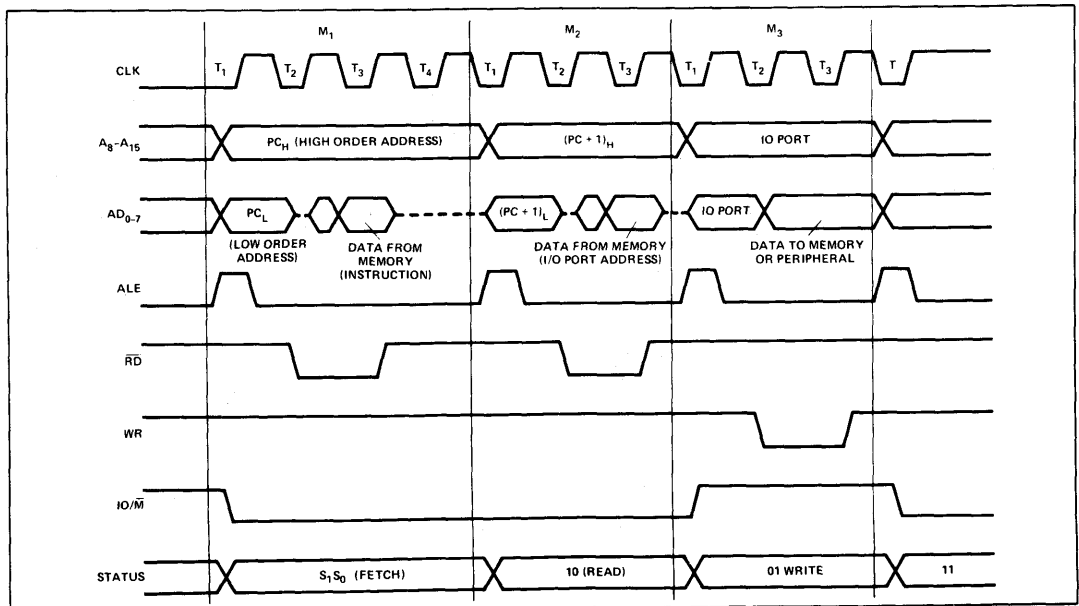 M1 M2 M3
CLK T1 T2 T3 T4 T1 T2 T3 T1 T2 T3 T
A8-A15 PCH (HIGH ORDER ADDRESS) (PC + 1)H IO PORT
AD0-7 PCL (PC + 1)L IO PORT
(LOW ORDER ADDRESS)
DATA FROM MEMORY (INSTRUCTION)
DATA FROM MEMORY (I/O PORT ADDRESS)
DATA TO MEMORY OR PERIPHERAL
ALE
R̅D̅
WR
IO/M̅
STATUS S1S0 (FETCH) 10 (READ) 01 WRITE 11